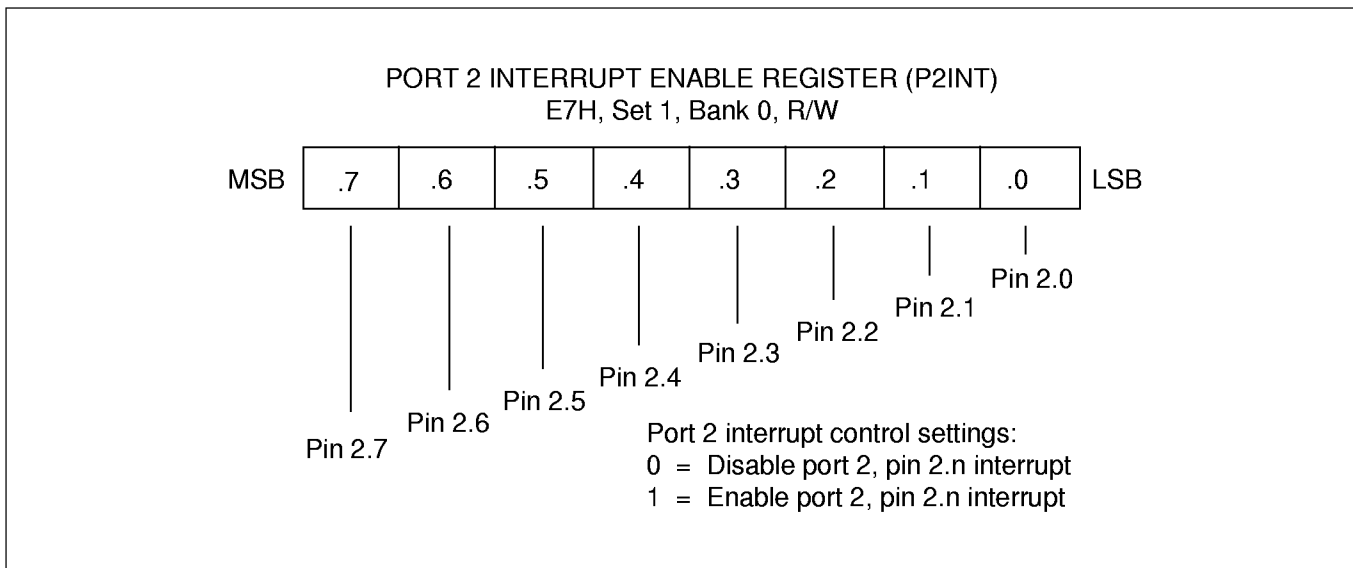 PORT 2 INTERRUPT ENABLE REGISTER (P2INT)
E7H, Set 1, Bank 0, R/W
MSB .7 .6 .5 .4 .3 .2 .1 .0 LSB
Pin 2.0
Pin 2.1
Pin 2.2
Pin 2.3
Pin 2.4
Pin 2.5
Pin 2.6
Pin 2.7
Port 2 interrupt control settings:
0 = Disable port 2, pin 2.n interrupt
1 = Enable port 2, pin 2.n interrupt